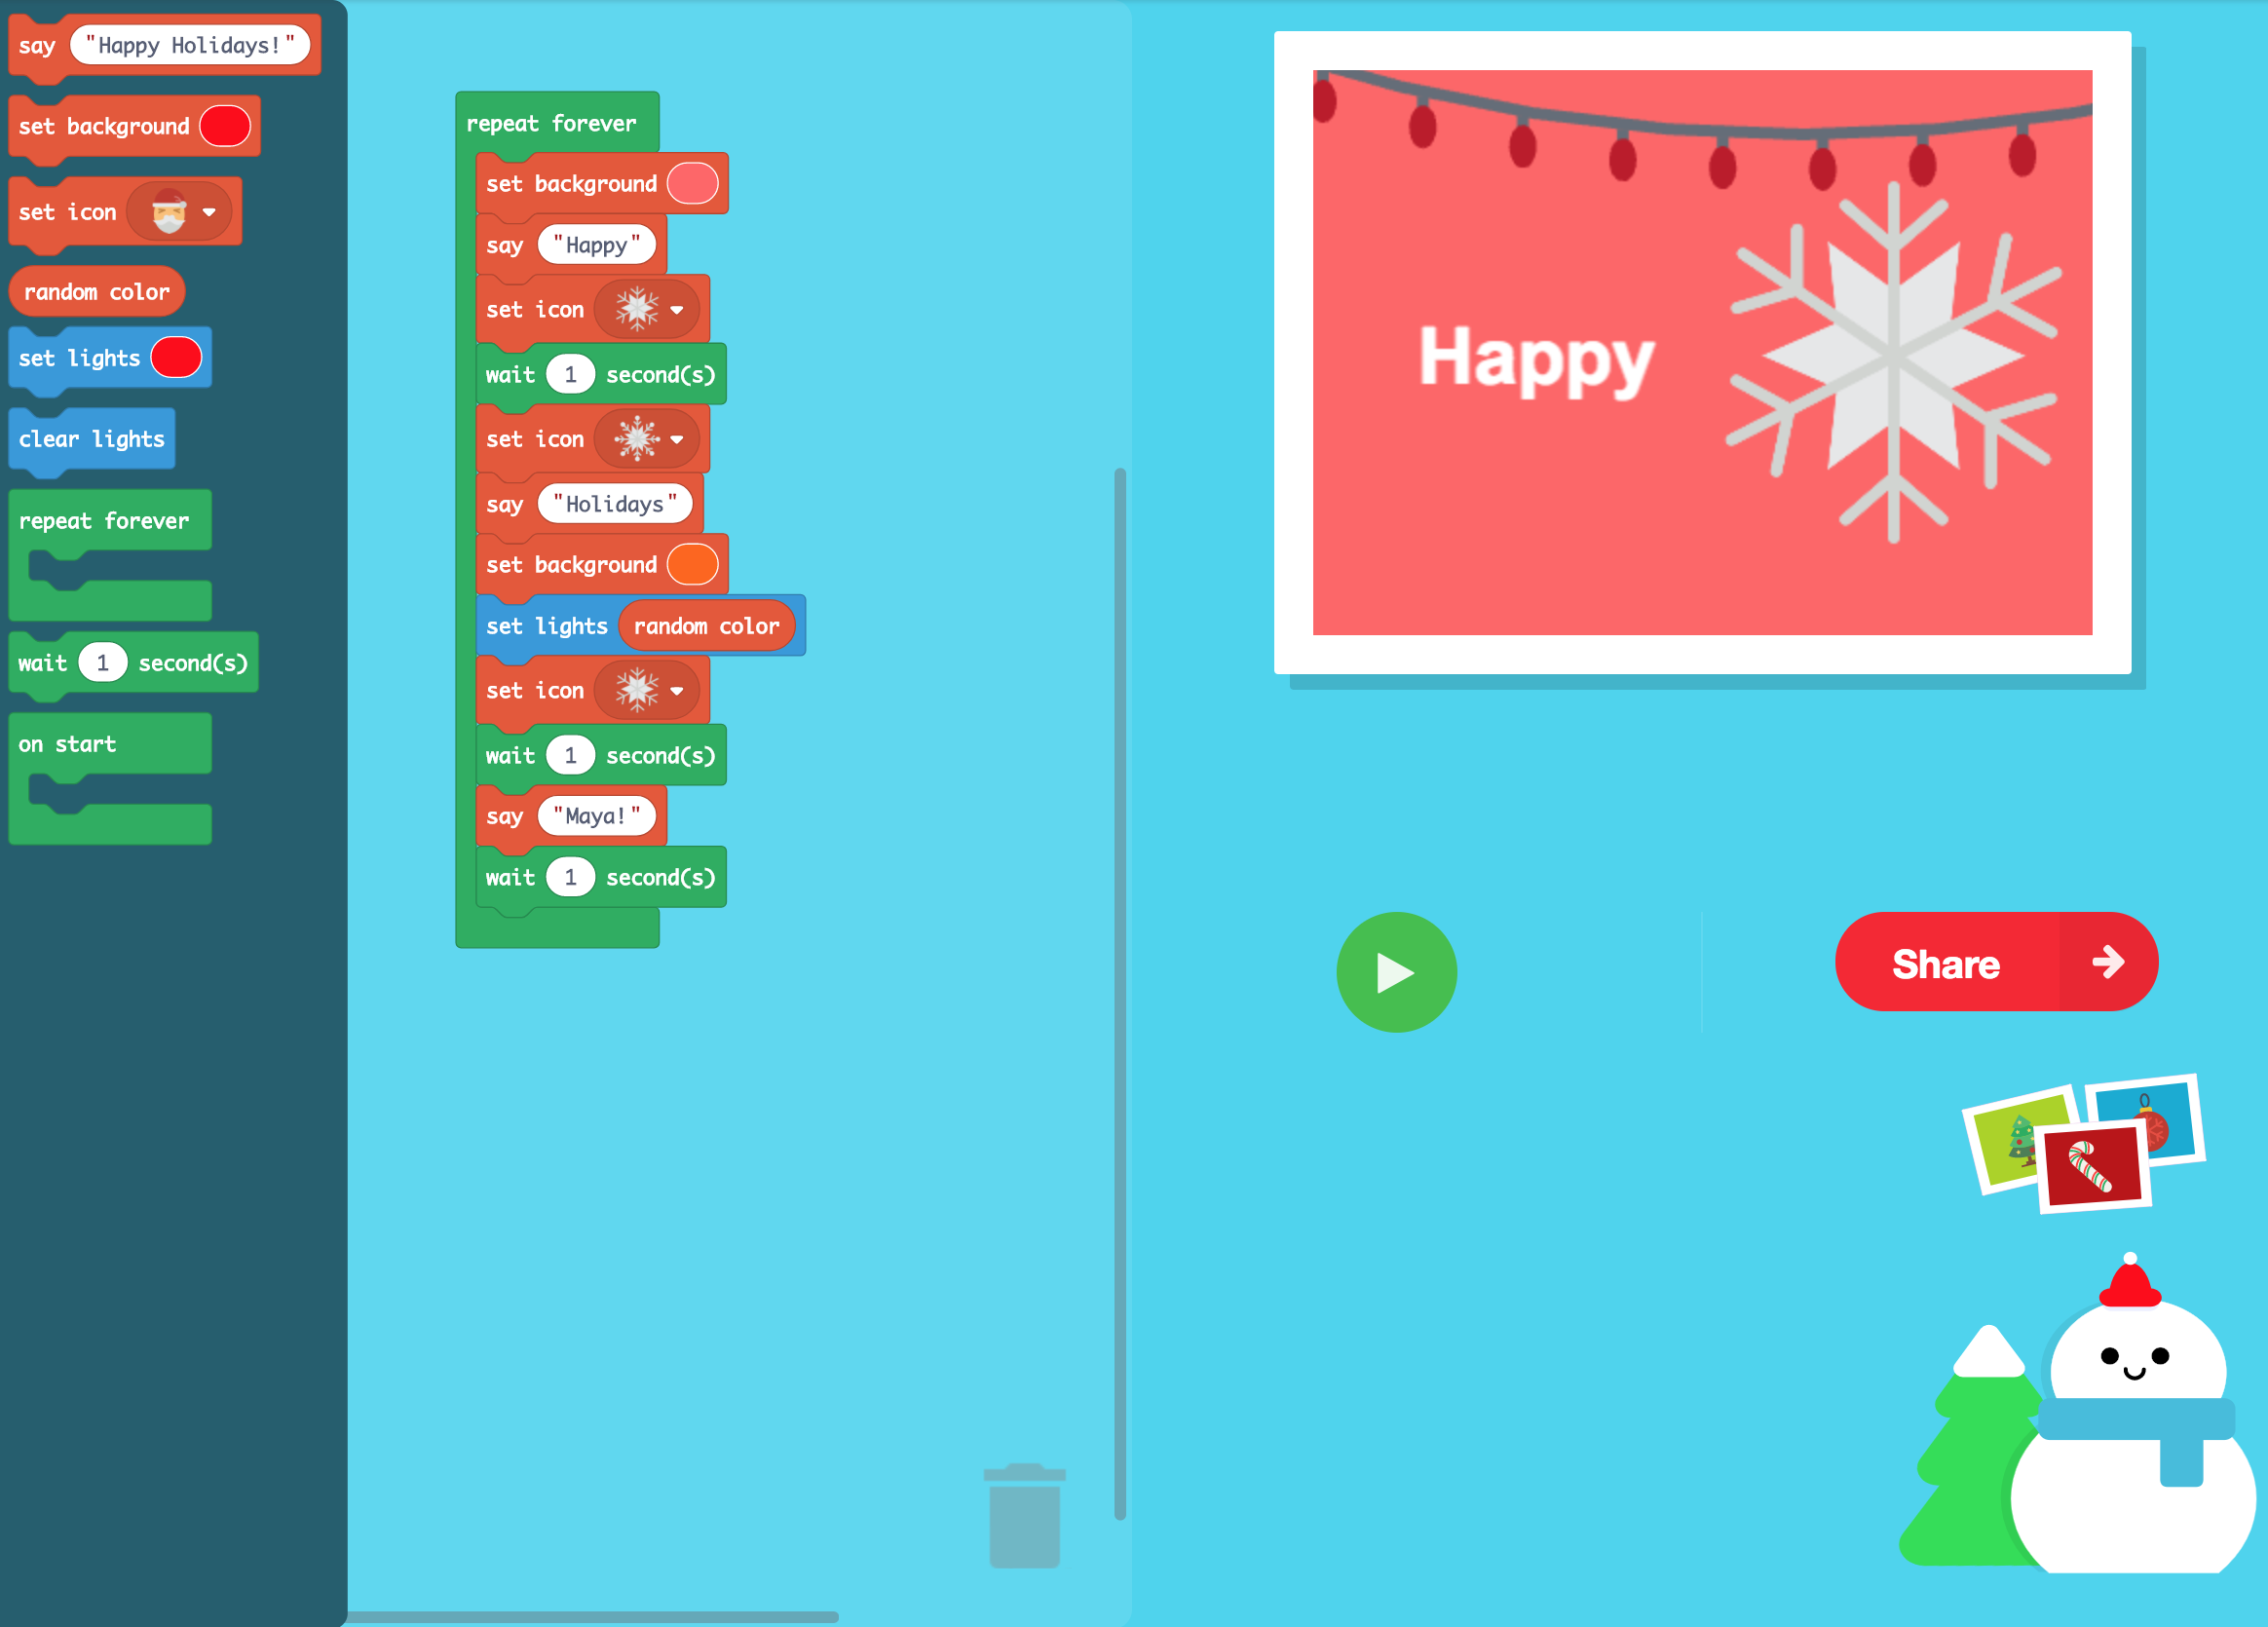 say "Happy Holidays!"
set background
set icon
random color
set lights
clear lights
repeat forever
wait 1 second(s)
on start
repeat forever
set background
say "Happy"
set icon
wait 1 second(s)
set icon
say "Holidays"
set background
set lights random color
set icon
wait 1 second(s)
say "Maya!"
wait 1 second(s)
Happy
Share